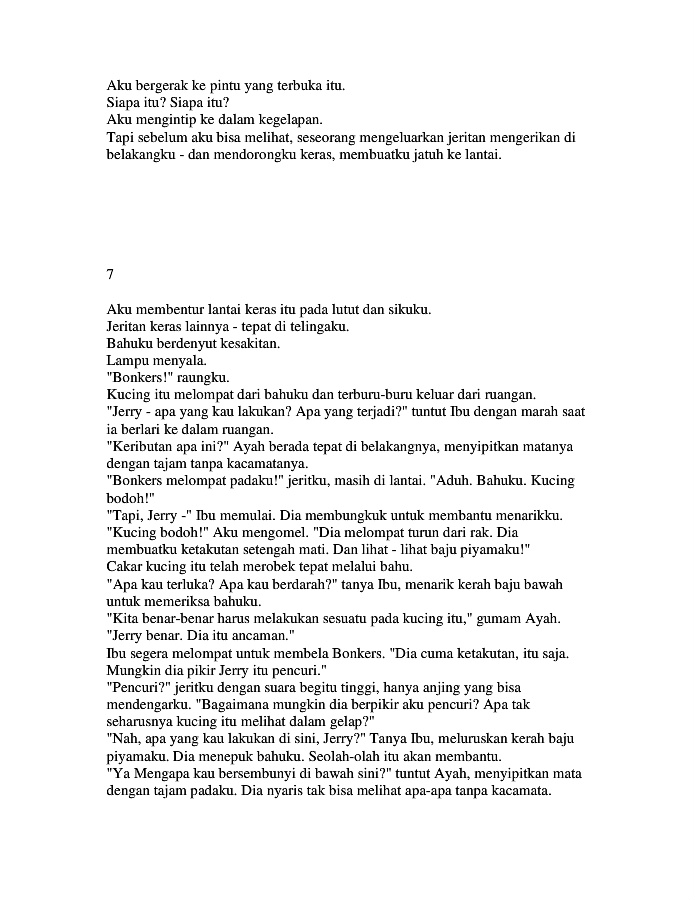 Aku bergerak ke pintu yang terbuka itu.
Siapa itu? Siapa itu?
Aku mengintip ke dalam kegelapan.
Tapi sebelum aku bisa melihat, seseorang mengeluarkan jeritan mengerikan di
belakangku - dan mendorongku keras, membuatku jatuh ke lantai.
7
Aku membentur lantai keras itu pada lutut dan sikuku.
Jeritan keras lainnya - tepat di telingaku.
Bahuku berdenyut kesakitan.
Lampu menyala.
"Bonkers!" raungku.
Kucing itu melompat dari bahuku dan terburu-buru keluar dari ruangan.
"Jerry - apa yang kau lakukan? Apa yang terjadi?" tuntut Ibu dengan marah saat
ia berlari ke dalam ruangan.
"Keributan apa ini?" Ayah berada tepat di belakangnya, menyipitkan matanya
dengan tajam tanpa kacamatanya.
"Bonkers melompat padaku!" jeritku, masih di lantai. "Aduh. Bahuku. Kucing
bodoh!"
"Tapi, Jerry -" Ibu memulai. Dia membungkuk untuk membantu menarikku.
"Kucing bodoh!" Aku mengomel. "Dia melompat turun dari rak. Dia
membuatku ketakutan setengah mati. Dan lihat - lihat baju piyamaku!"
Cakar kucing itu telah merobek tepat melalui bahu.
"Apa kau terluka? Apa kau berdarah?" tanya Ibu, menarik kerah baju bawah
untuk memeriksa bahuku.
"Kita benar-benar harus melakukan sesuatu pada kucing itu," gumam Ayah.
"Jerry benar. Dia itu ancaman."
Ibu segera melompat untuk membela Bonkers. "Dia cuma ketakutan, itu saja.
Mungkin dia pikir Jerry itu pencuri."
"Pencuri?" jeritku dengan suara begitu tinggi, hanya anjing yang bisa
mendengarku. "Bagaimana mungkin dia berpikir aku pencuri? Apa tak
seharusnya kucing itu melihat dalam gelap?"
"Nah, apa yang kau lakukan di sini, Jerry?" Tanya Ibu, meluruskan kerah baju
piyamaku. Dia menepuk bahuku. Seolah-olah itu akan membantu.
"Ya Mengapa kau bersembunyi di bawah sini?" tuntut Ayah, menyipitkan mata
dengan tajam padaku. Dia nyaris tak bisa melihat apa-apa tanpa kacamata.